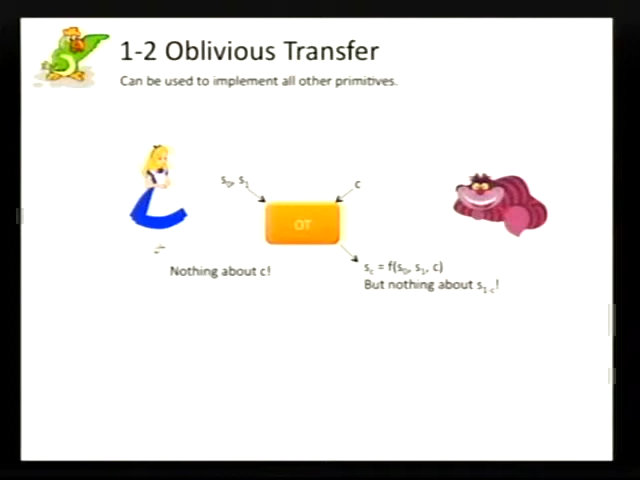 1-2 Oblivious Transfer
Can be used to implement all other primitives.
s₀, s₁
c
OT
s_c = f(s₀, s₁, c)
Nothing about c!
But nothing about s₁₋c!